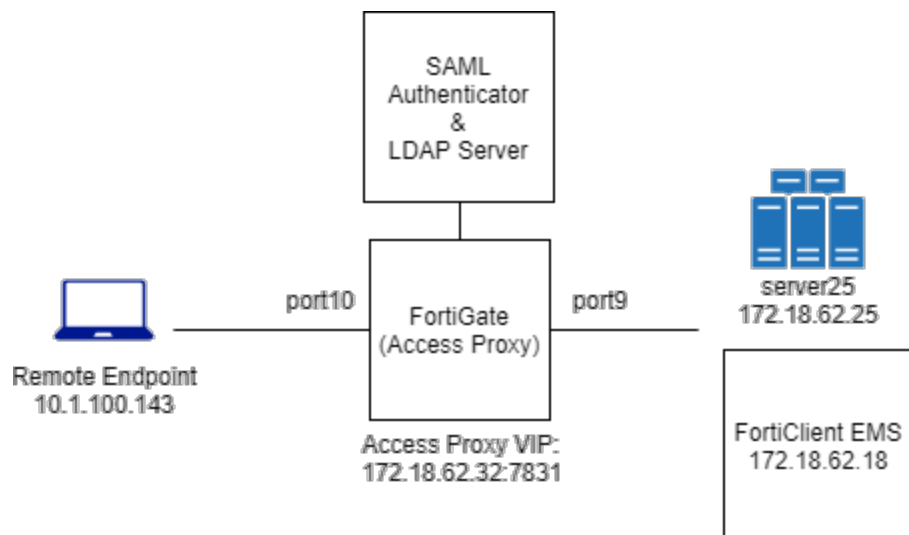 SAML
Authenticator
&
LDAP Server
port10
FortiGate
(Access Proxy)
port9
server25
172.18.62.25
Remote Endpoint
10.1.100.143
Access Proxy VIP:
172.18.62.32:7831
FortiClient EMS
172.18.62.18